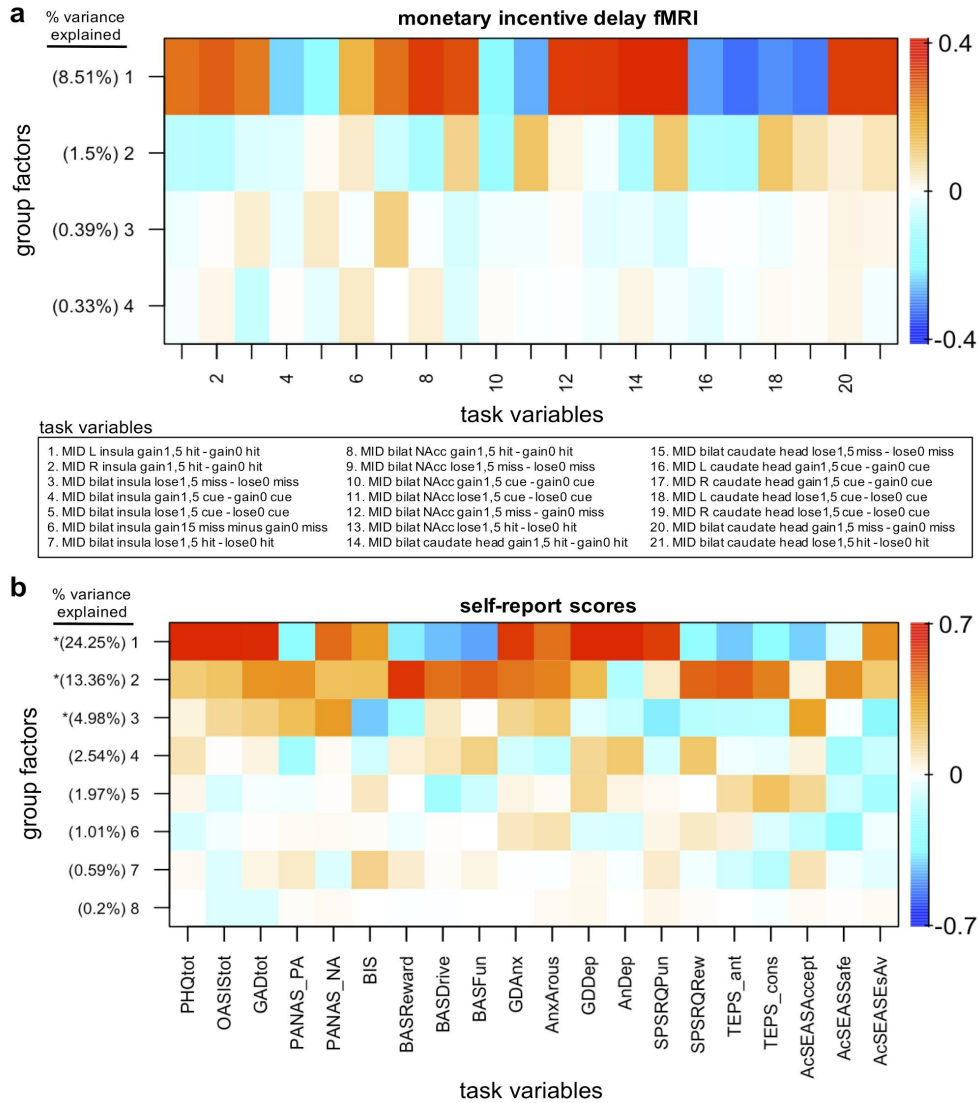 a
% variance
explained
monetary incentive delay fMRI
group factors
(8.51%) 1
(1.5%) 2
(0.39%) 3
(0.33%) 4
0.4
0
-0.4
2 4 6 8 10 12 14 16 18 20
task variables
task variables
1. MID L insula gain1,5 hit - gain0 hit
2. MID R insula gain1,5 hit - gain0 hit
3. MID bilat insula lose1,5 miss - lose0 miss
4. MID bilat insula gain1,5 cue - gain0 cue
5. MID bilat insula lose1,5 cue - lose0 cue
6. MID bilat insula gain15 miss minus gain0 miss
7. MID bilat insula lose1,5 hit - lose0 hit
8. MID bilat NAcc gain1,5 hit - gain0 hit
9. MID bilat NAcc lose1,5 miss - lose0 miss
10. MID bilat NAcc gain1,5 cue - gain0 cue
11. MID bilat NAcc lose1,5 cue - lose0 cue
12. MID bilat NAcc gain1,5 miss - gain0 miss
13. MID bilat NAcc lose1,5 hit - lose0 hit
14. MID bilat caudate head gain1,5 hit - gain0 hit
15. MID bilat caudate head lose1,5 miss - lose0 miss
16. MID L caudate head gain1,5 cue - gain0 cue
17. MID R caudate head gain1,5 cue - gain0 cue
18. MID L caudate head lose1,5 cue - lose0 cue
19. MID R caudate head lose1,5 cue - lose0 cue
20. MID bilat caudate head gain1,5 miss - gain0 miss
21. MID bilat caudate head lose1,5 hit - lose0 hit
b
% variance
explained
self-report scores
group factors
*(24.25%) 1
*(13.36%) 2
*(4.98%) 3
(2.54%) 4
(1.97%) 5
(1.01%) 6
(0.59%) 7
(0.2%) 8
0.7
0
-0.7
PHQtot
OASIStot
GADtot
PANAS_PA
PANAS_NA
BIS
BASReward
BASDrive
BASFun
GDAnx
AnxArous
GDDep
AnDep
SPSRQPun
SPSRQRew
TEPS_ant
TEPS_cons
AcSEASAccept
AcSEASSafe
AcSEASEsAv
task variables